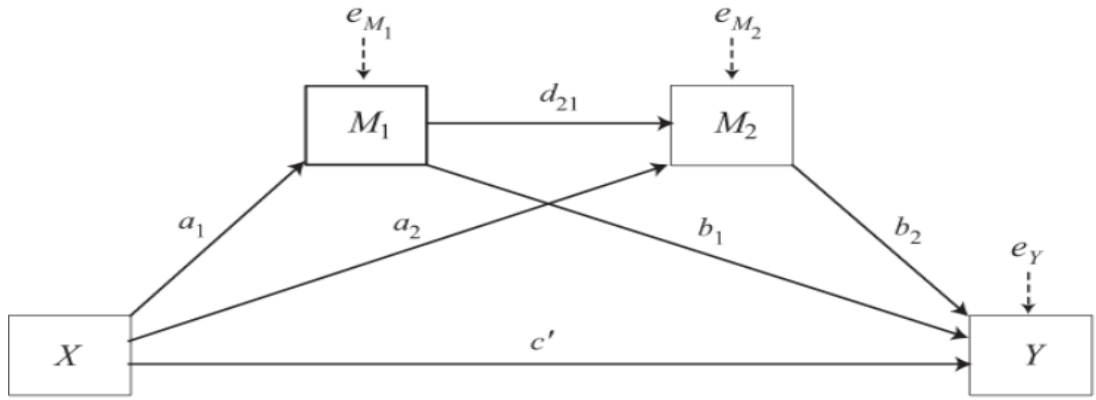 e_{M_1}
e_{M_2}
M_1
d_{21}
M_2
a_1
a_2
b_1
b_2
e_Y
X
c′
Y